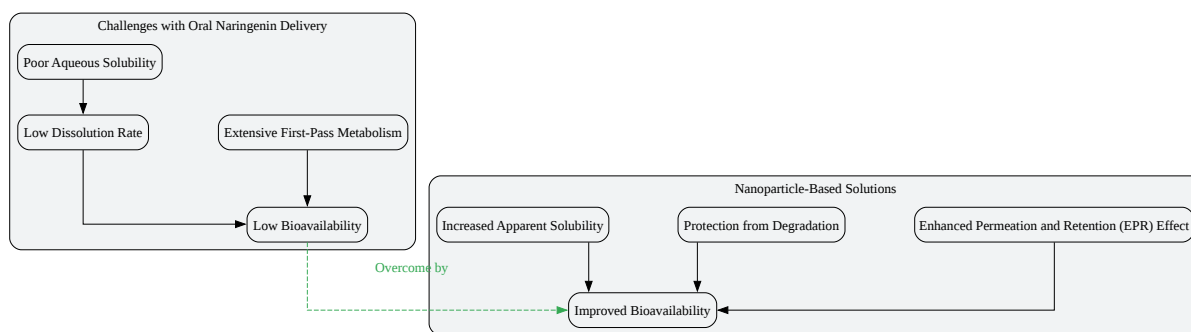 Challenges with Oral Naringenin Delivery
Poor Aqueous Solubility
Low Dissolution Rate
Extensive First-Pass Metabolism
Low Bioavailability
Overcome by
Nanoparticle-Based Solutions
Increased Apparent Solubility
Protection from Degradation
Enhanced Permeation and Retention (EPR) Effect
Improved Bioavailability